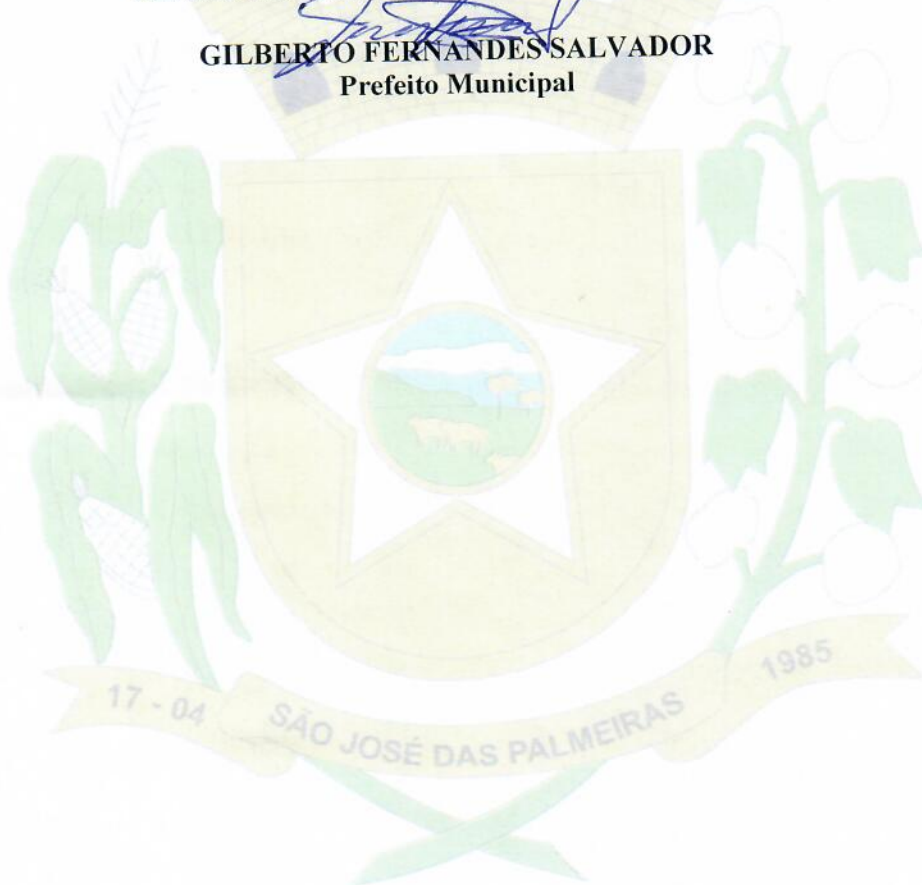 GILBERTO FERNANDES SALVADOR
Prefeito Municipal
17 - 04 SÃO JOSÉ DAS PALMEIRAS 1985